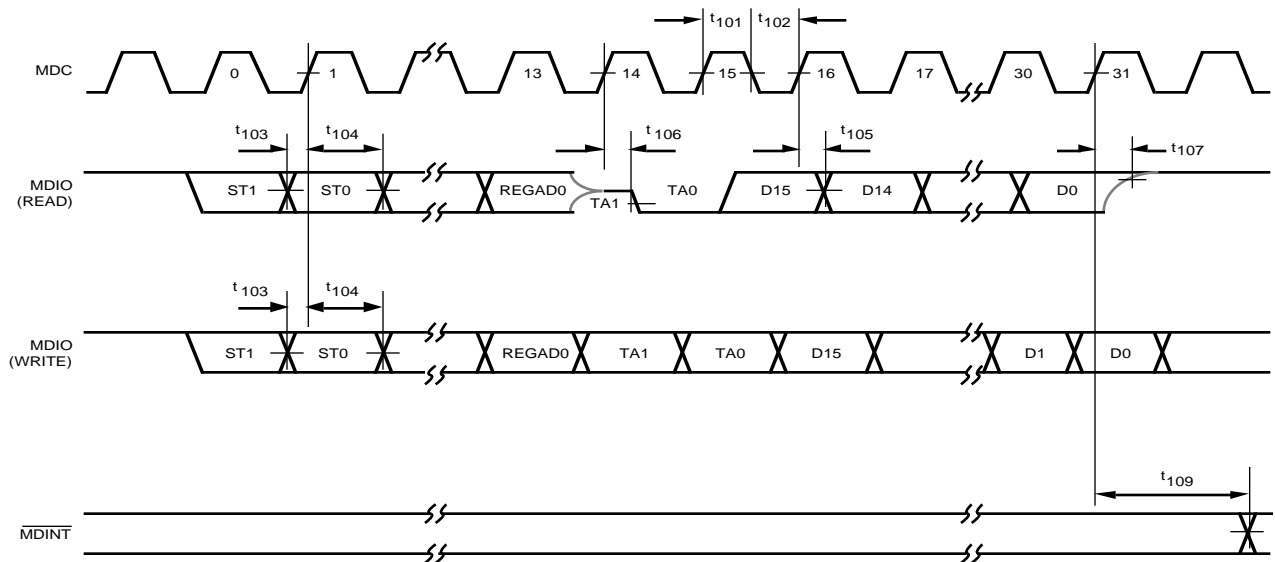 t101 t102
MDC 0 1 13 14 15 16 17 30 31
t103 t104 t106 t105 t107
MDIO
(READ)
ST1 ST0 REGAD0 TA1 TA0 D15 D14 D0
t103 t104
MDIO
(WRITE)
ST1 ST0 REGAD0 TA1 TA0 D15 D1 D0
t109
MDINT